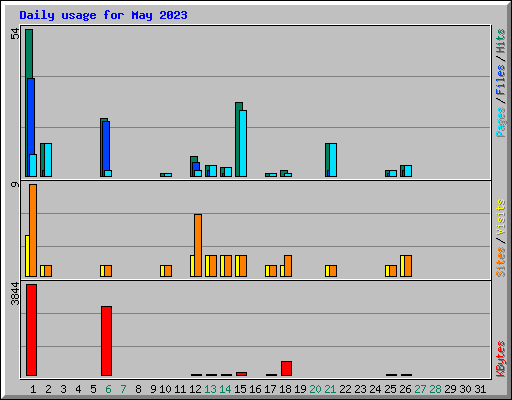 Daily usage for May 2023
54
Pages/Files/Hits
9
Sites/Visits
3844
KBytes
1 2 3 4 5 6 7 8 9 10 11 12 13 14 15 16 17 18 19 20 21 22 23 24 25 26 27 28 29 30 31